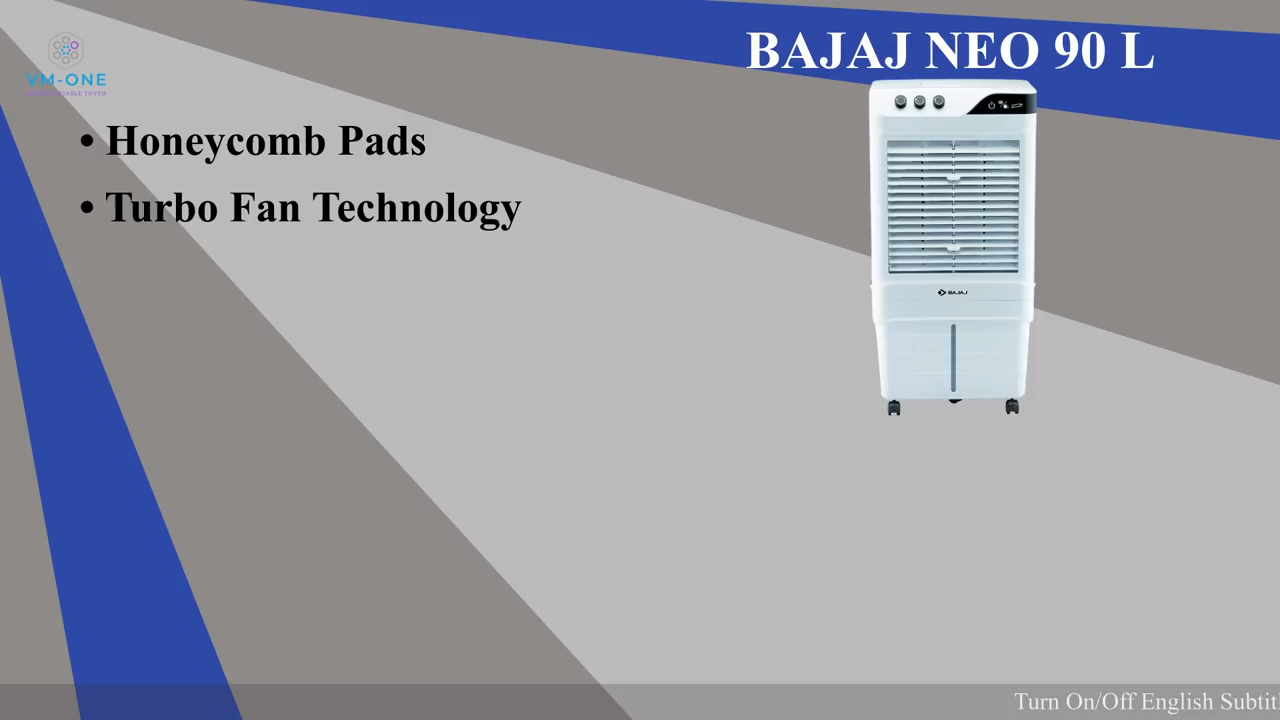 BAJAJ NEO 90 L
VM-ONE
• Honeycomb Pads
• Turbo Fan Technology
BAJAJ
Turn On/Off English Subtit